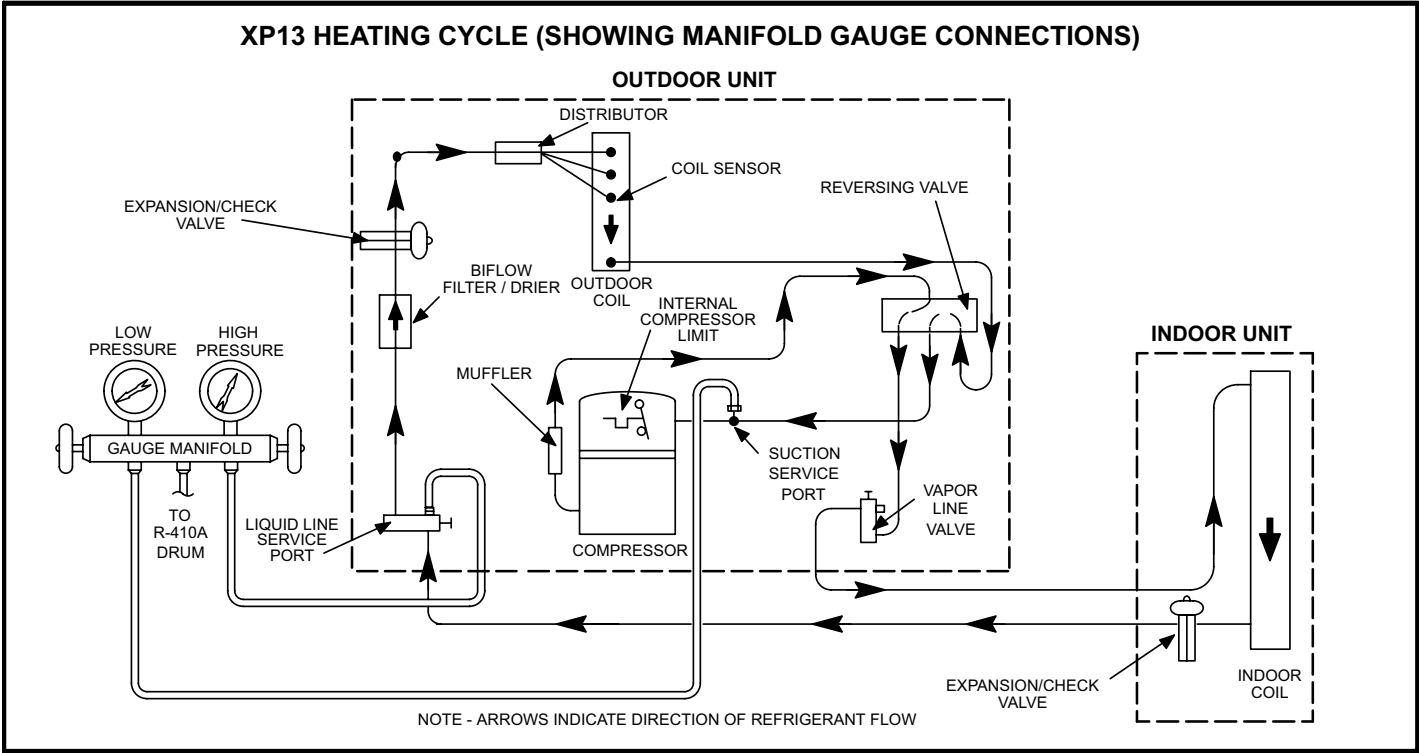 XP13 HEATING CYCLE (SHOWING MANIFOLD GAUGE CONNECTIONS)
OUTDOOR UNIT
DISTRIBUTOR
COIL SENSOR
REVERSING VALVE
EXPANSION/CHECK
VALVE
BIFLOW
FILTER / DRIER
OUTDOOR
COIL
INTERNAL
COMPRESSOR
LIMIT
LOW
PRESSURE
HIGH
PRESSURE
INDOOR UNIT
MUFFLER
GAUGE MANIFOLD
SUCTION
SERVICE
PORT
VAPOR
LINE
VALVE
TO
R-410A
DRUM
LIQUID LINE
SERVICE
PORT
COMPRESSOR
EXPANSION/CHECK
VALVE
INDOOR
COIL
NOTE - ARROWS INDICATE DIRECTION OF REFRIGERANT FLOW